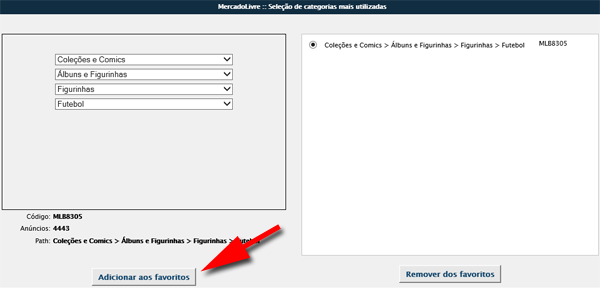 MercadoLivre :: Seleção de categorias mais utilizadas
Coleções e Comics
Álbuns e Figurinhas
Figurinhas
Futebol
Código: MLB8305
Anúncios: 4443
Path: Coleções e Comics > Álbuns e Figurinhas > Figurinhas > Futebol
Adicionar aos favoritos
Coleções e Comics > Álbuns e Figurinhas > Figurinhas > Futebol MLB8305
Remover dos favoritos